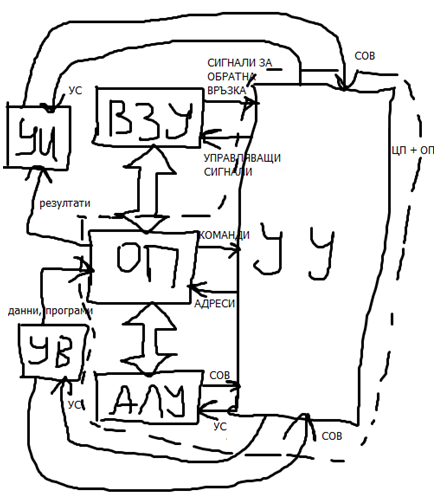 СИГНАЛИ ЗА
ОБРАТНА
ВРЪЗКА
СОВ
УС
УИ
ВЗУ
УПРАВЛЯВАЩИ
СИГНАЛИ
ЦП + ОП
резултати
КОМАНДИ
ОП
УУ
АДРЕСИ
данни, програми
УВ
СОВ
АЛУ
УС
УС
СОВ